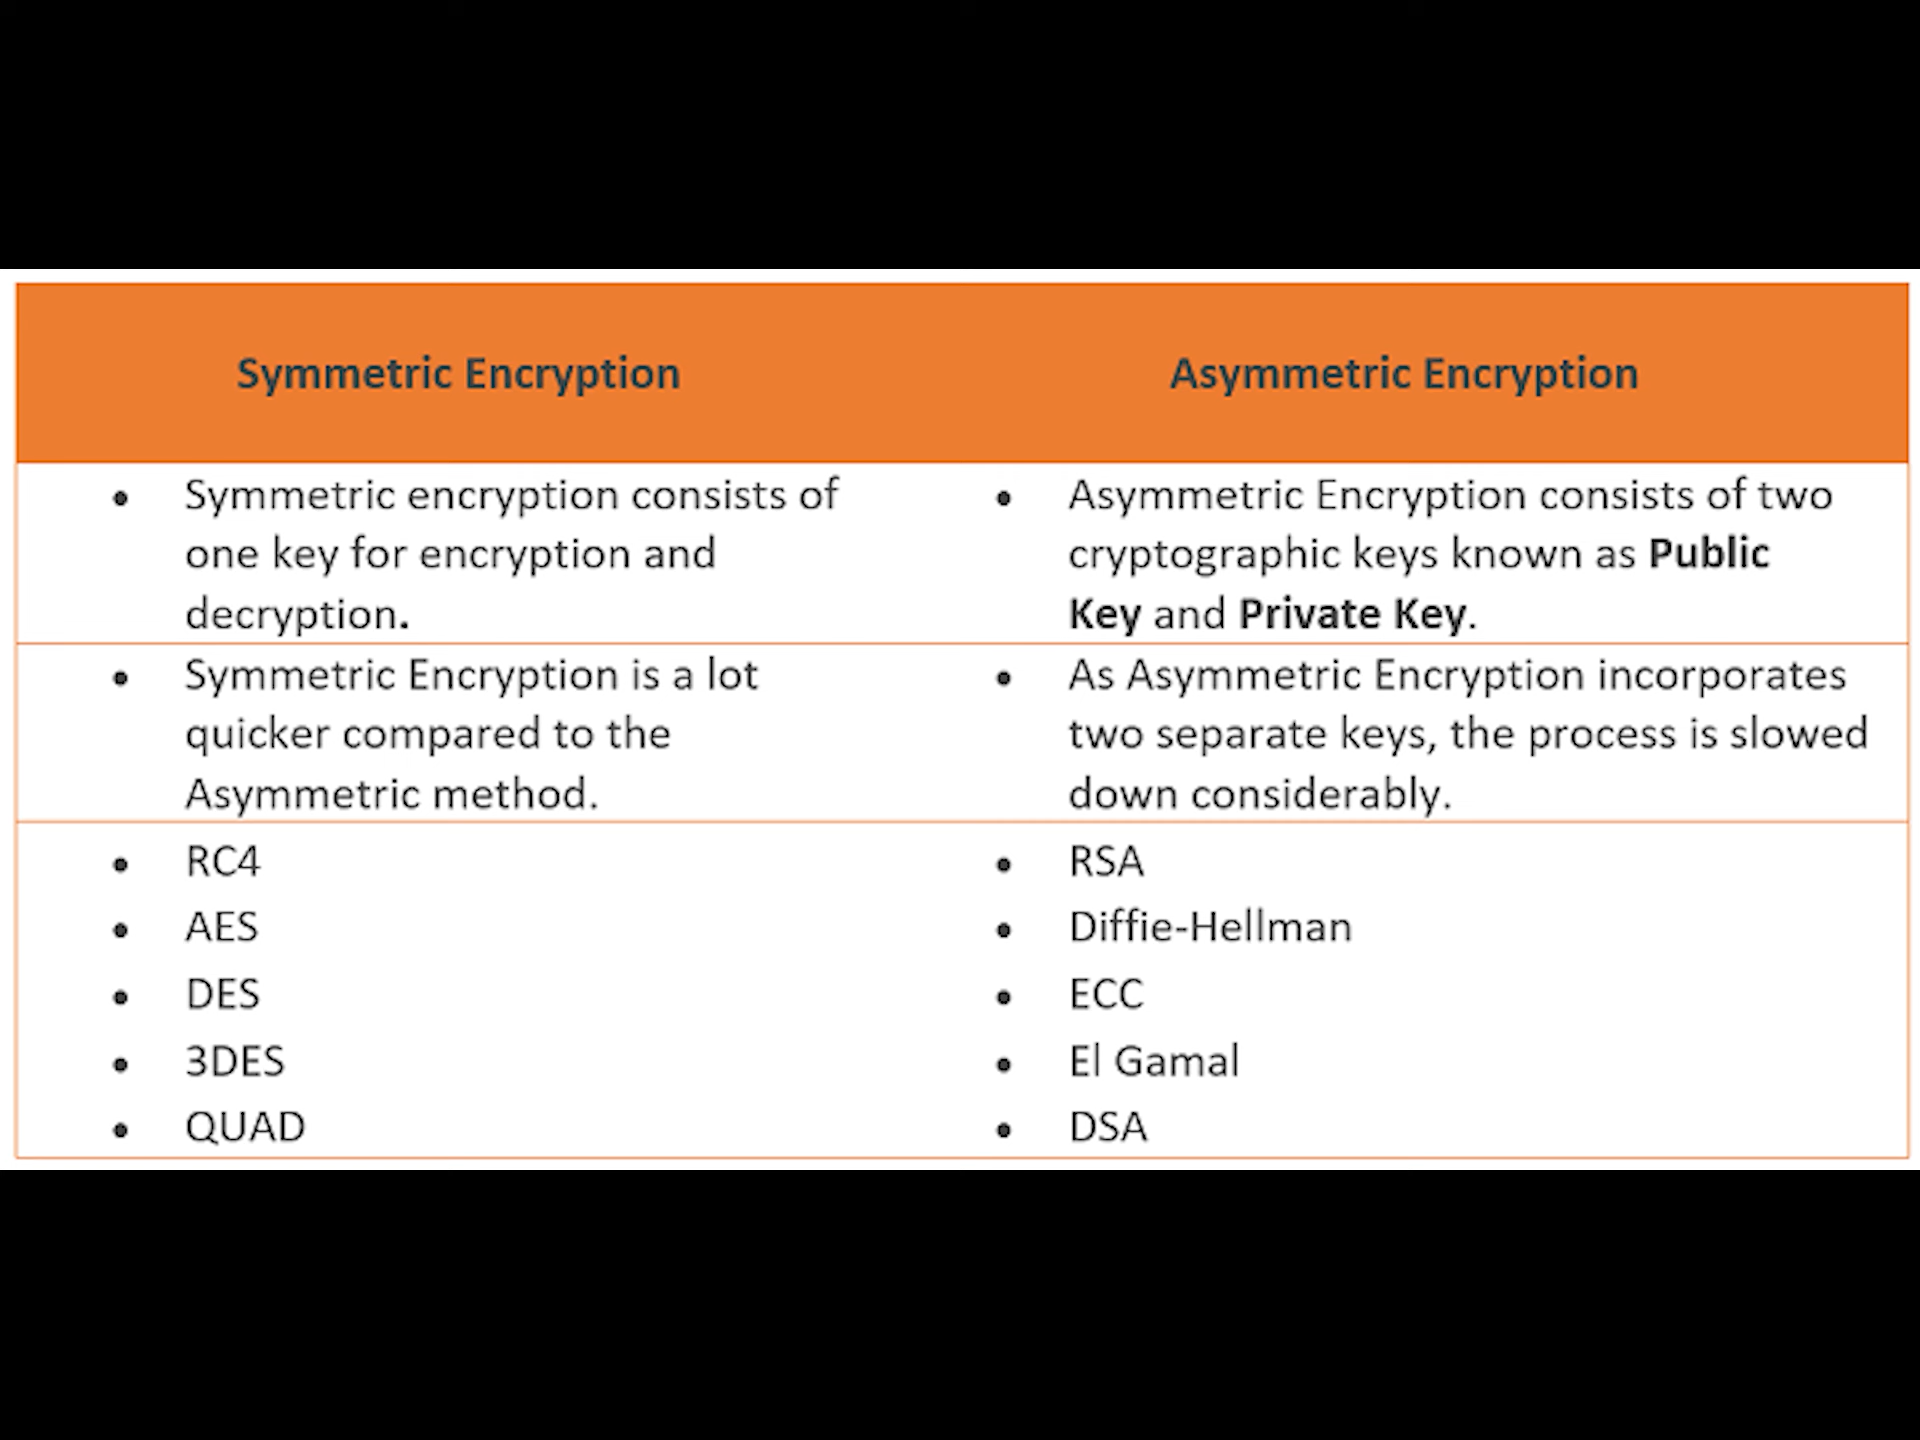 Symmetric Encryption
Asymmetric Encryption
• Symmetric encryption consists of
one key for encryption and
decryption.
• Asymmetric Encryption consists of two
cryptographic keys known as Public
Key and Private Key.
• Symmetric Encryption is a lot
quicker compared to the
Asymmetric method.
• As Asymmetric Encryption incorporates
two separate keys, the process is slowed
down considerably.
• RC4
• AES
• DES
• 3DES
• QUAD
• RSA
• Diffie-Hellman
• ECC
• El Gamal
• DSA